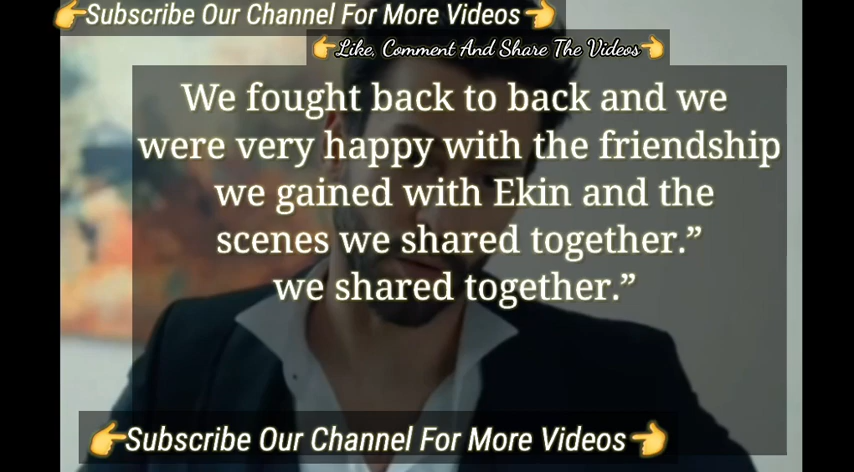 👉Subscribe Our Channel For More Videos👈
👉Like, Comment And Share The Videos👈
We fought back to back and we
were very happy with the friendship
we gained with Ekin and the
scenes we shared together.”
we shared together.”
👉Subscribe Our Channel For More Videos👈